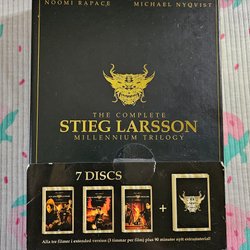 NOOMI RAPACE MICHAEL NYQVIST
THE COMPLETE
STIEG LARSSON
MILLENNIUM TRILOGY
7 DISCS
+
Alla tre filmer i extended version (3 timmar per film) plus 90 minuter nytt extramaterial!